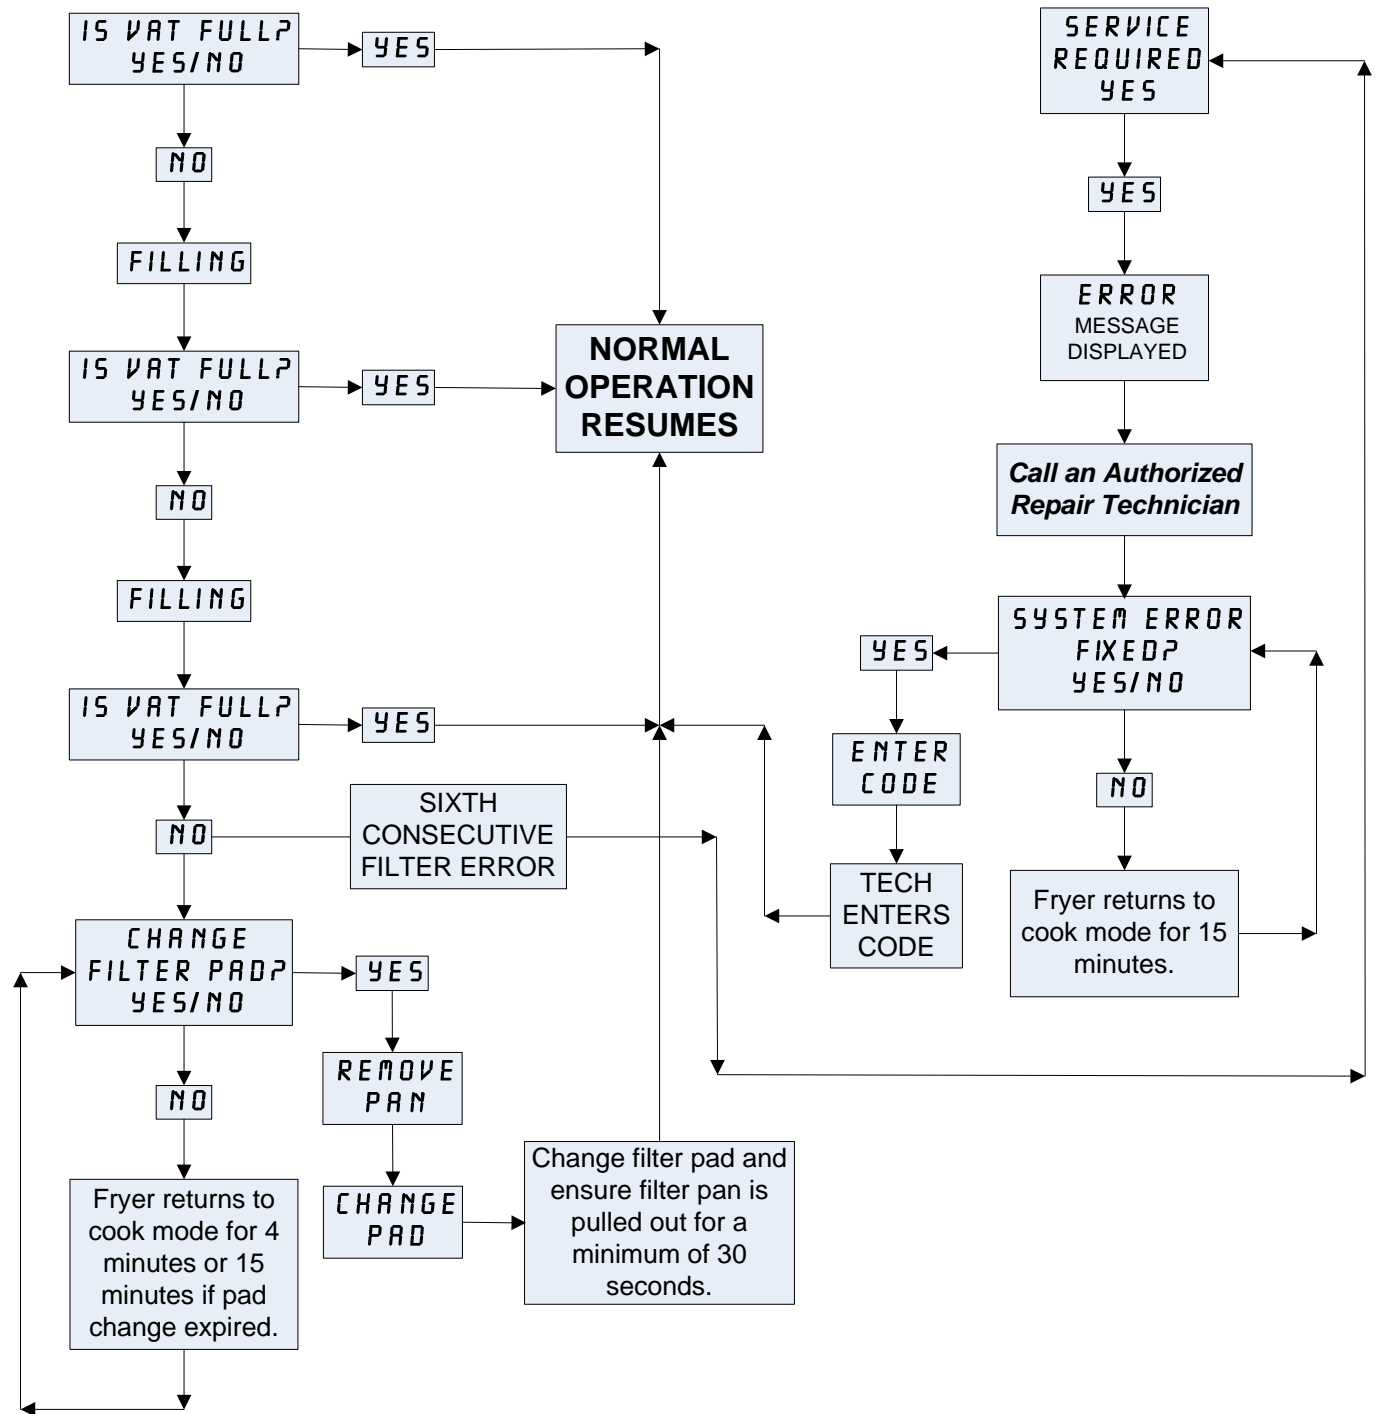 IS VAT FULL?
YES/NO
YES
NO
FILLING
IS VAT FULL?
YES/NO
YES
NORMAL
OPERATION
RESUMES
NO
FILLING
IS VAT FULL?
YES/NO
YES
NO
SIXTH
CONSECUTIVE
FILTER ERROR
CHANGE
FILTER PAD?
YES/NO
YES
REMOVE
PAN
CHANGE
PAD
Change filter pad and
ensure filter pan is
pulled out for a
minimum of 30
seconds.
NO
Fryer returns to
cook mode for 4
minutes or 15
minutes if pad
change expired.
SERVICE
REQUIRED
YES
YES
ERROR
MESSAGE
DISPLAYED
Call an Authorized
Repair Technician
SYSTEM ERROR
FIXED?
YES/NO
YES
ENTER
CODE
TECH
ENTERS
CODE
NO
Fryer returns to
cook mode for 15
minutes.